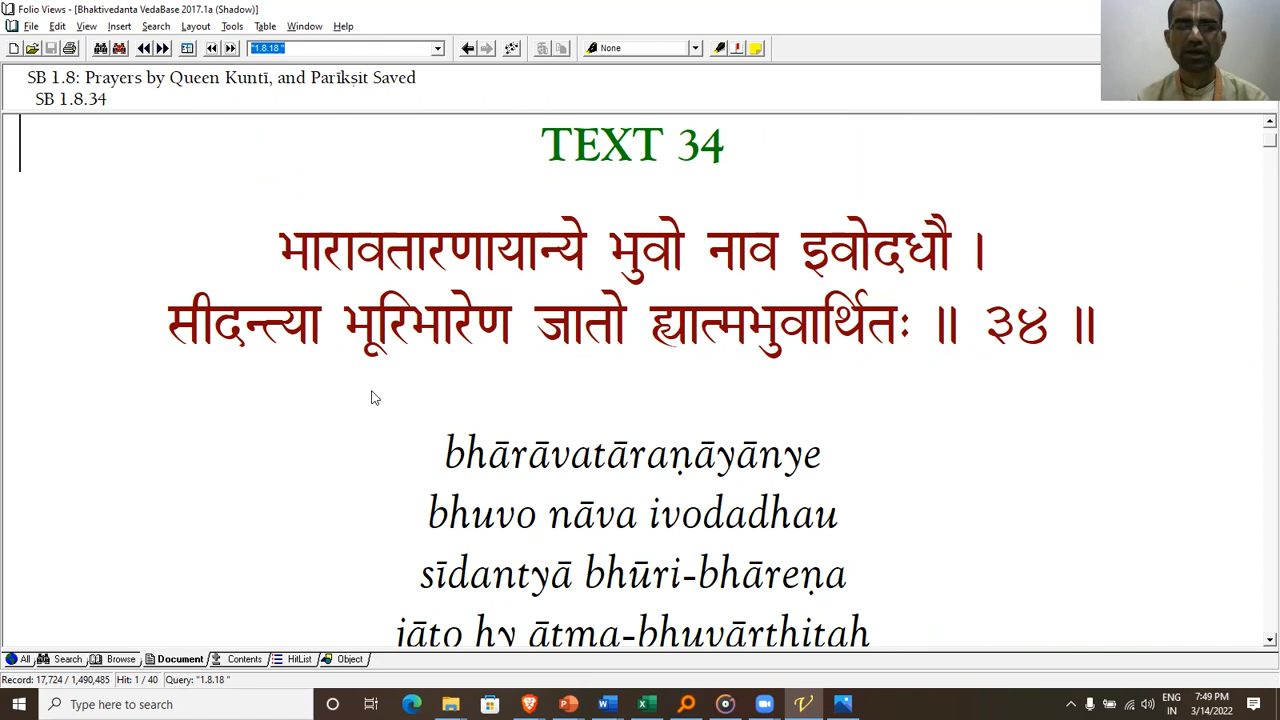 Folio Views - [Bhaktivedanta VedaBase 2017.1a (Shadow)]
File Edit View Insert Search Layout Tools Table Window Help
"1.8.18 " None
SB 1.8: Prayers by Queen Kuntī, and Parīkṣit Saved
SB 1.8.34
TEXT 34
भारावतारणायान्ये भुवो नाव इवोदधौ ।
सीदन्त्या भूरिभारेण जातो ह्यात्मभुवार्थितः ॥ ३४ ॥
bhārāvatāraṇāyānye
bhuvo nāva ivodadhau
sīdantyā bhūri-bhāreṇa
jāto hy ātma-bhuvārthitaḥ
All Search Browse Document Contents HitList Object
Record: 17,724 / 1,490,485 Hit: 1 / 40 Query: "1.8.18 "
Type here to search
ENG 7:49 PM
IN 3/14/2022